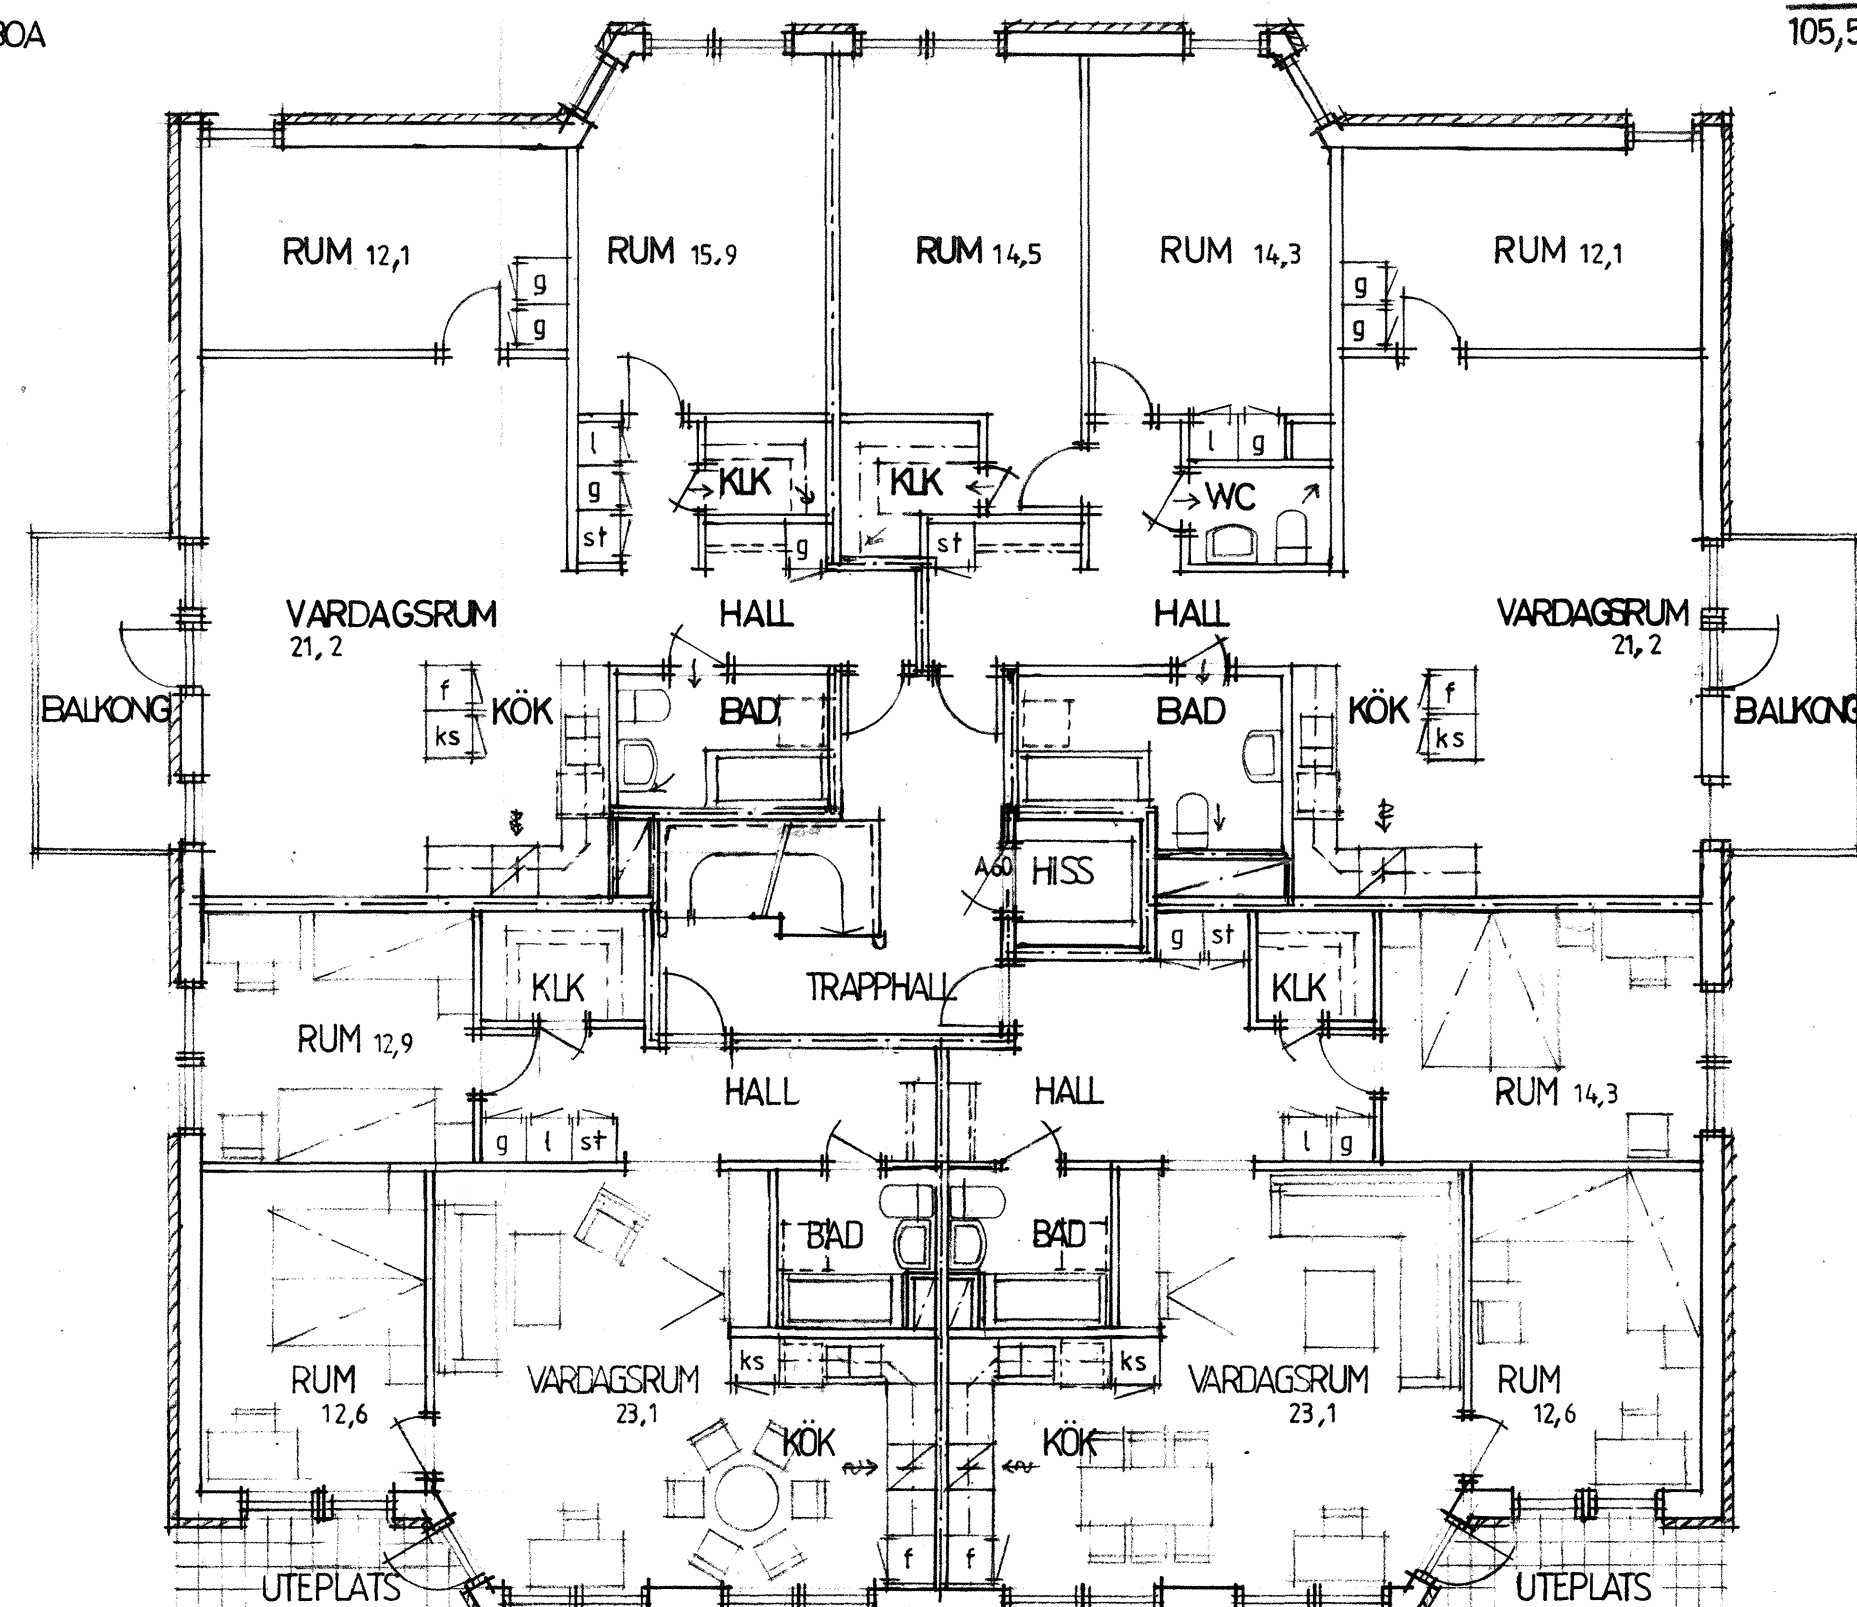 BOA
105,5
RUM 12,1
RUM 15.9
RUM 14,5
RUM 14,3
RUM 12,1
g
g
g
g
l
g
st
KLK
g
KLK
st
l g
WC
VARDAGSRUM
21,2
HALL
HALL
VARDAGSRUM
21,2
BALKONG
f
ks
KÖK
BAD
BAD
KÖK
f
ks
BALKONG
A60
HISS
KLK
TRAPPHALL
g st
KLK
RUM 12,9
HALL
HALL
RUM 14,3
g l st
l g
BAD
BAD
RUM
12,6
VARDAGSRUM
23,1
ks
ks
VARDAGSRUM
23,1
RUM
12,6
KÖK
KÖK
f
f
UTEPLATS
UTEPLATS